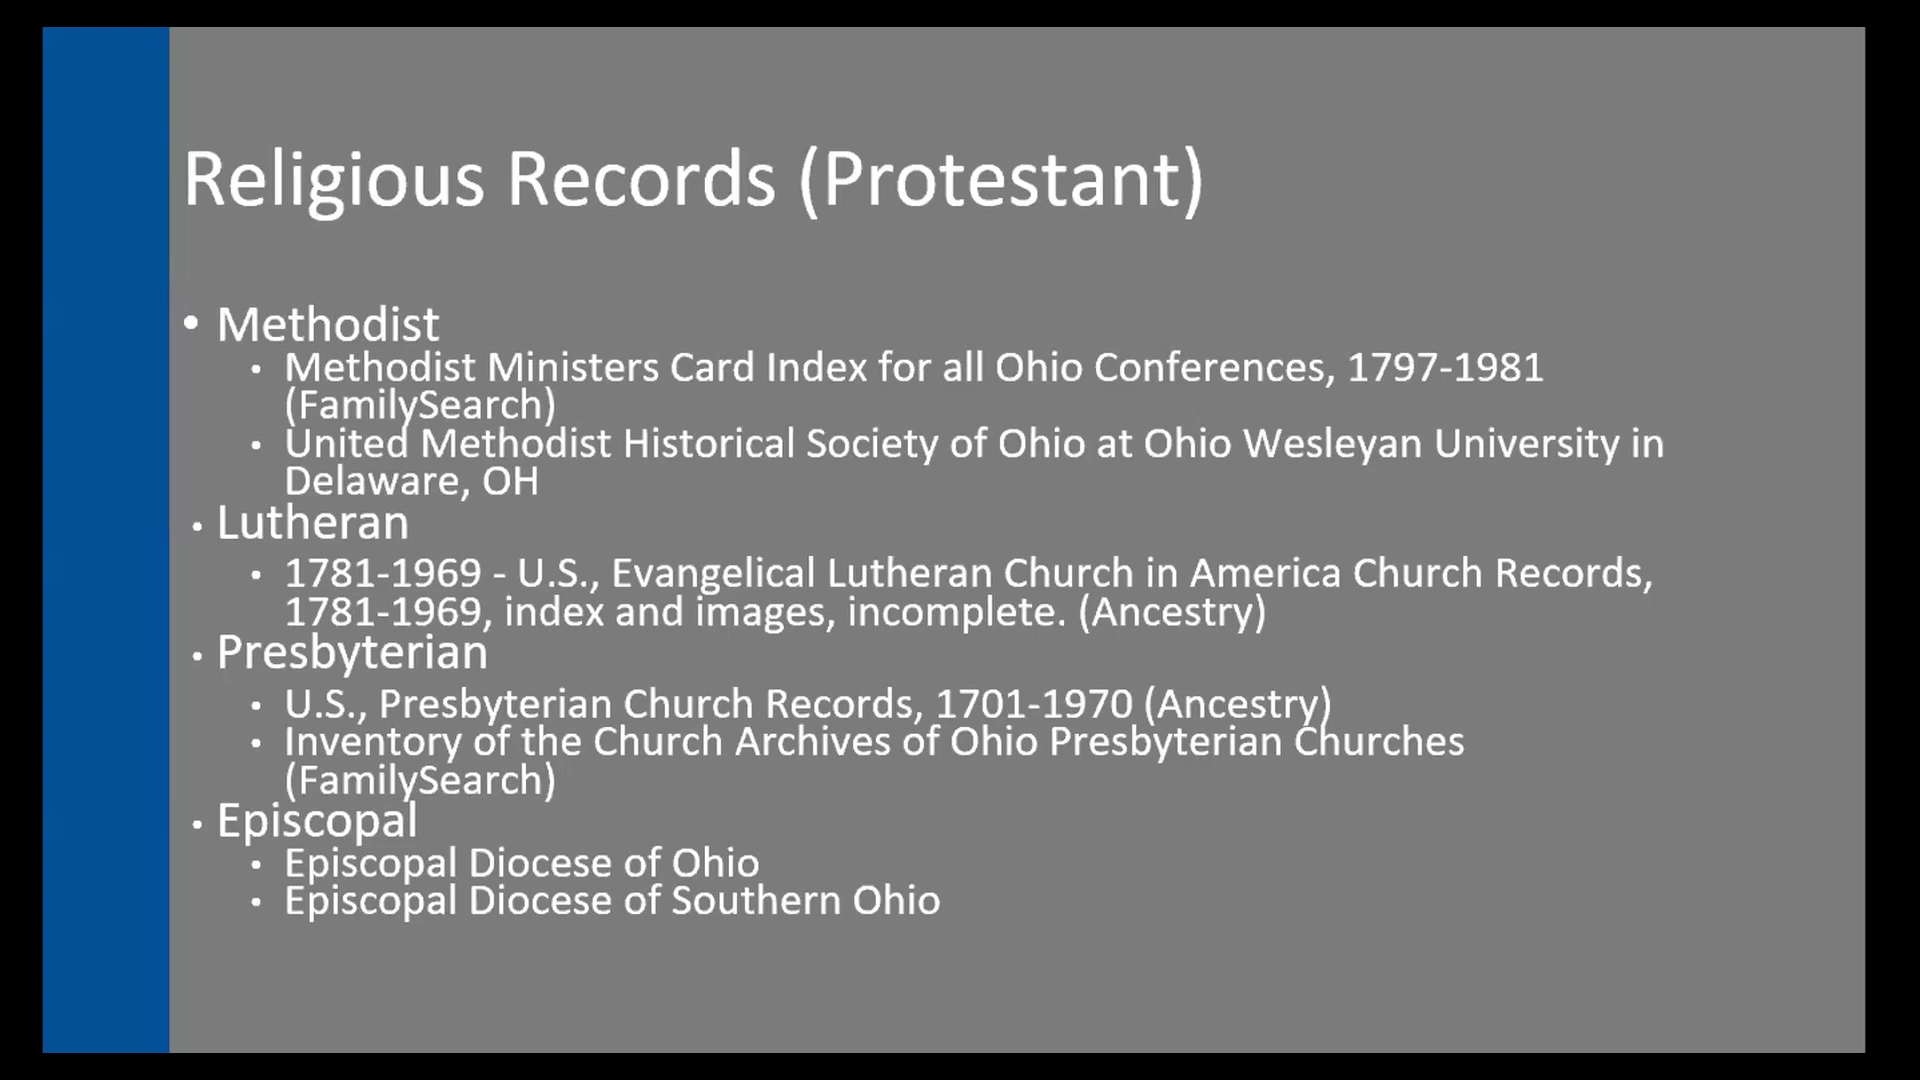 Religious Records (Protestant)
• Methodist
• Methodist Ministers Card Index for all Ohio Conferences, 1797-1981
(FamilySearch)
• United Methodist Historical Society of Ohio at Ohio Wesleyan University in
Delaware, OH
• Lutheran
• 1781-1969 - U.S., Evangelical Lutheran Church in America Church Records,
1781-1969, index and images, incomplete. (Ancestry)
• Presbyterian
• U.S., Presbyterian Church Records, 1701-1970 (Ancestry)
• Inventory of the Church Archives of Ohio Presbyterian Churches
(FamilySearch)
• Episcopal
• Episcopal Diocese of Ohio
• Episcopal Diocese of Southern Ohio